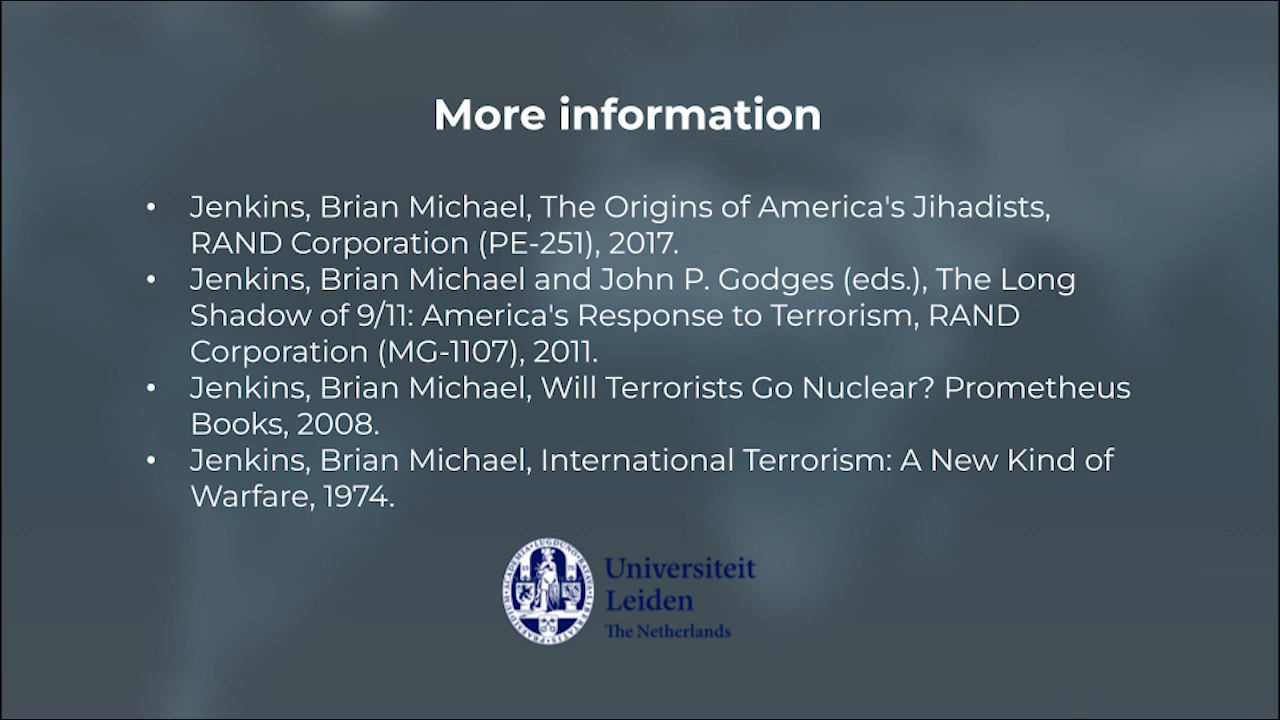 More information
• Jenkins, Brian Michael, The Origins of America's Jihadists,
RAND Corporation (PE-251), 2017.
• Jenkins, Brian Michael and John P. Godges (eds.), The Long
Shadow of 9/11: America's Response to Terrorism, RAND
Corporation (MG-1107), 2011.
• Jenkins, Brian Michael, Will Terrorists Go Nuclear? Prometheus
Books, 2008.
• Jenkins, Brian Michael, International Terrorism: A New Kind of
Warfare, 1974.
Universiteit
Leiden
The Netherlands